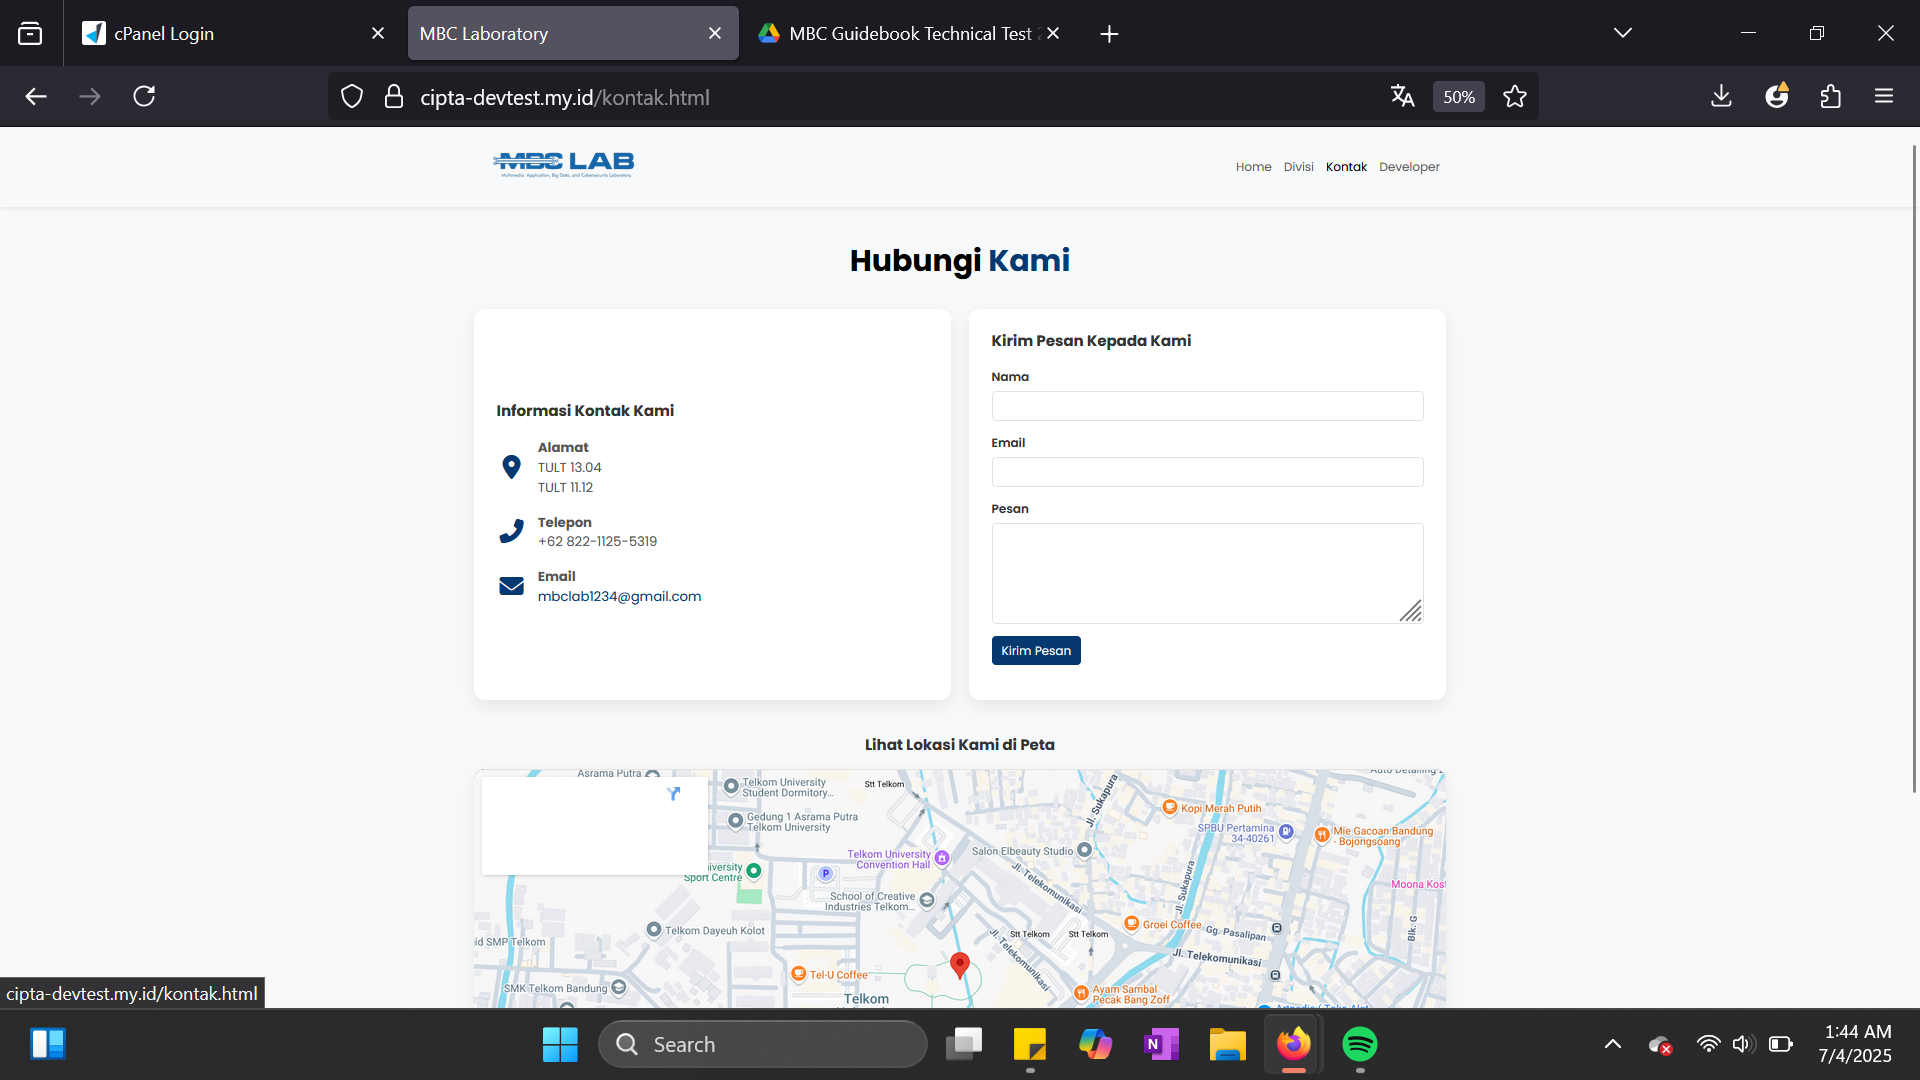 cPanel Login
MBC Laboratory
MBC Guidebook Technical Test
cipta-devtest.my.id/kontak.html
50%
MBC LAB
Multimedia, Application, Big Data, and Cybersecurity Laboratory
Home
Divisi
Kontak
Developer
Hubungi Kami
Informasi Kontak Kami
Alamat
TULT 13.04
TULT 11.12
Telepon
+62 822-1125-5319
Email
mbclab1234@gmail.com
Kirim Pesan Kepada Kami
Nama
Email
Pesan
Kirim Pesan
Lihat Lokasi Kami di Peta
Asrama Putra
Telkom University
Student Dormitory...
Stt Telkom
Jl. Sukapura
Kopi Merah Putih
Gedung 1 Asrama Putra
Telkom University
SPBU Pertamina
34-40261
Mie Gacoan Bandung
- Bojongsoang
Telkom University
Convention Hall
Salon Elbeauty Studio
iversity
Sport Centre
P
Jl. Telekomunikasi
Jl. Sukapura
Moona Kost
School of Creative
Industries Telkom...
Telkom Dayeuh Kolot
Stt Telkom
Stt Telkom
Groei Coffee
Gg. Pasalipan
Blk. G
id SMP Telkom
Jl. Telekomunikasi
Jl. Telekomunikasi
Tel-U Coffee
SMK Telkom Bandung
Telkom
Ayam Sambal
Pecak Bang Zoff
cipta-devtest.my.id/kontak.html
Search
1:44 AM
7/4/2025